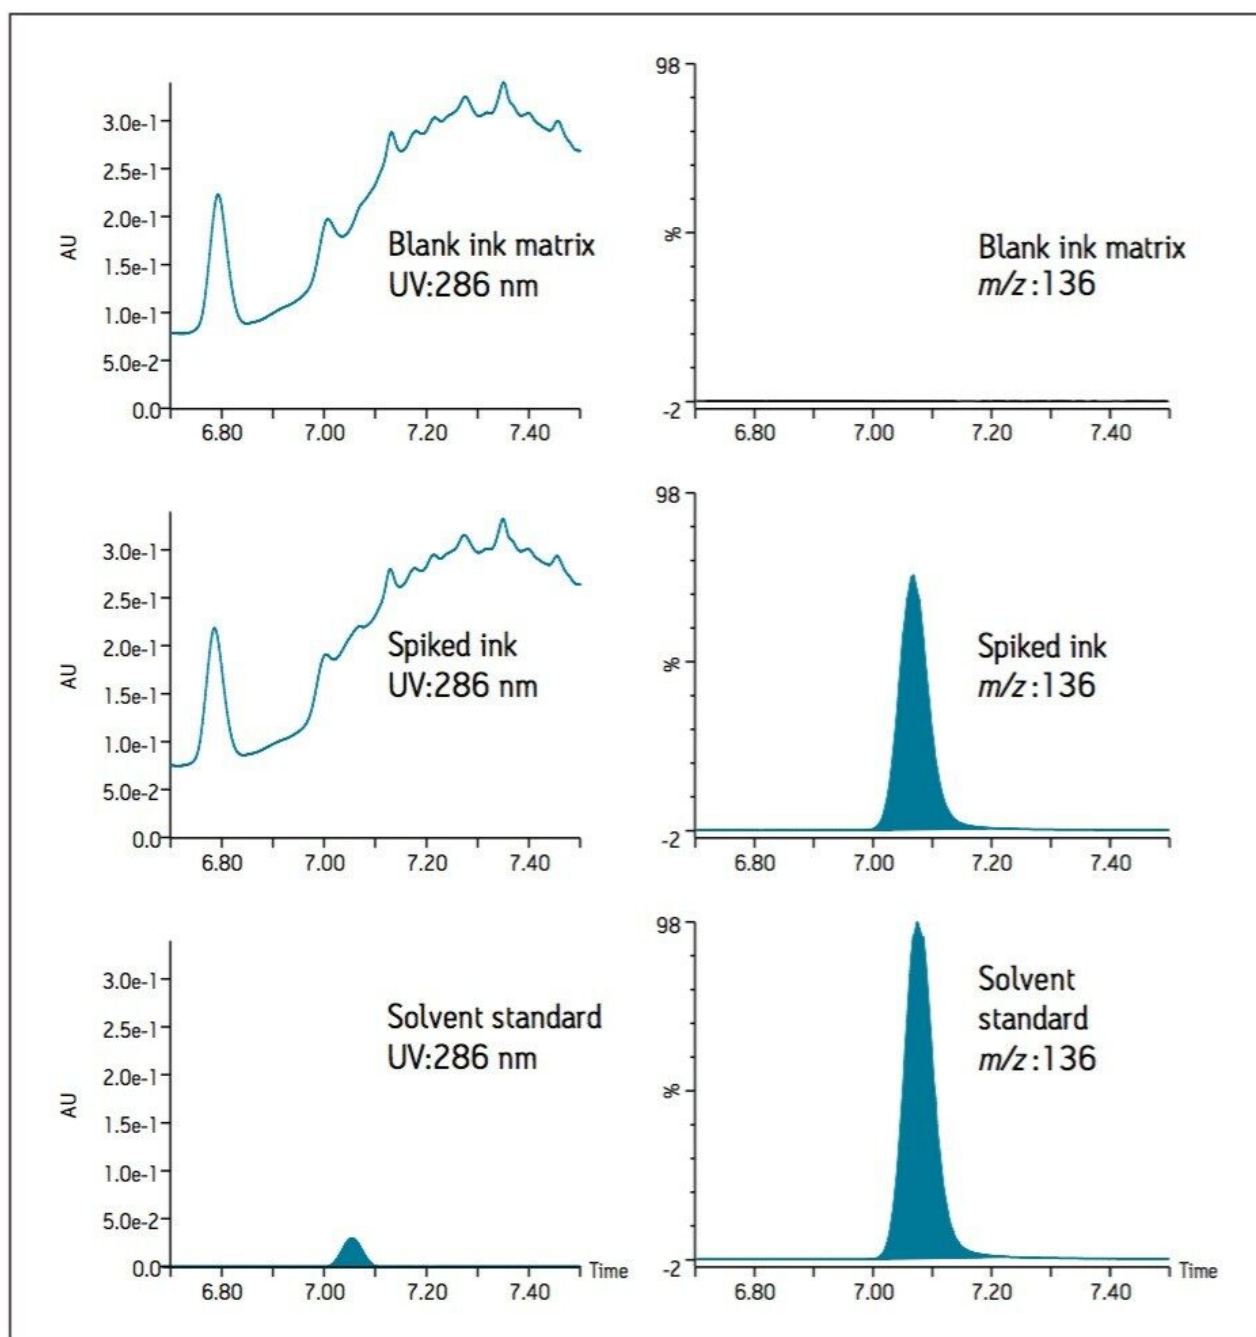 3.0e-1
2.5e-1
2.0e-1
1.5e-1
1.0e-1
5.0e-2
0.0
AU
6.80 7.00 7.20 7.40
Blank ink matrix
UV:286 nm
98
%
-2
6.80 7.00 7.20 7.40
Blank ink matrix
m/z:136
3.0e-1
2.5e-1
2.0e-1
1.5e-1
1.0e-1
5.0e-2
0.0
AU
6.80 7.00 7.20 7.40
Spiked ink
UV:286 nm
98
%
-2
6.80 7.00 7.20 7.40
Spiked ink
m/z:136
3.0e-1
2.5e-1
2.0e-1
1.5e-1
1.0e-1
5.0e-2
0.0
AU
Time
6.80 7.00 7.20 7.40
Solvent standard
UV:286 nm
98
%
-2
Time
6.80 7.00 7.20 7.40
Solvent
standard
m/z:136